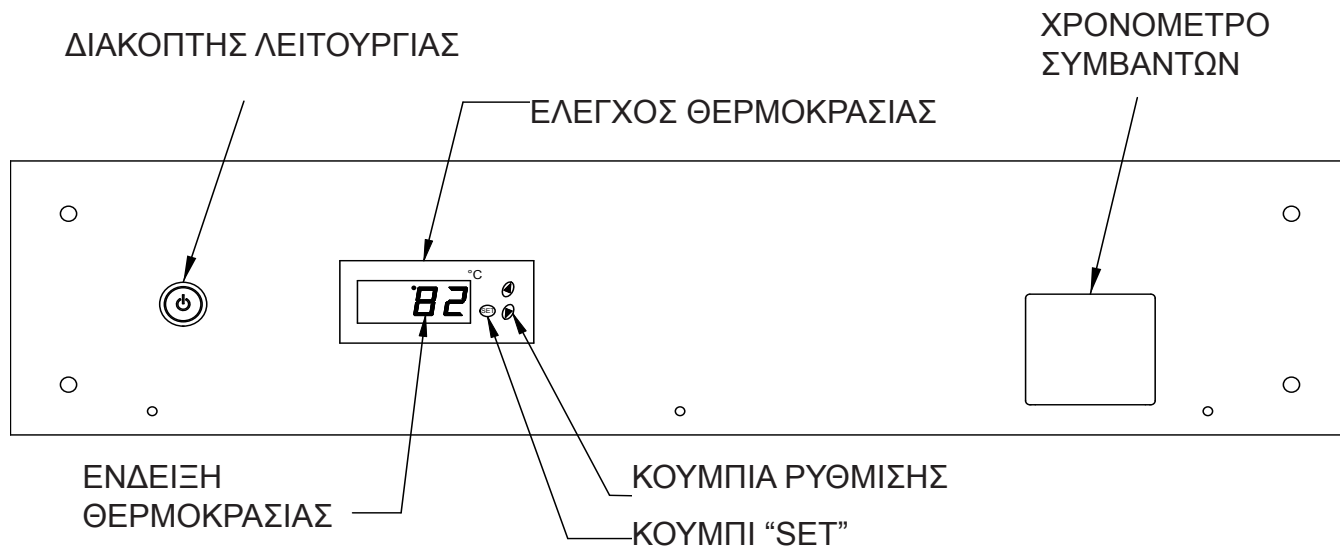 ΔΙΑΚΟΠΤΗΣ ΛΕΙΤΟΥΡΓΙΑΣ
ΧΡΟΝΟΜΕΤΡΟ
ΣΥΜΒΑΝΤΩΝ
ΕΛΕΓΧΟΣ ΘΕΡΜΟΚΡΑΣΙΑΣ
°C
82
SET
ΕΝΔΕΙΞΗ
ΘΕΡΜΟΚΡΑΣΙΑΣ
ΚΟΥΜΠΙΑ ΡΥΘΜΙΣΗΣ
ΚΟΥΜΠΙ “SET”